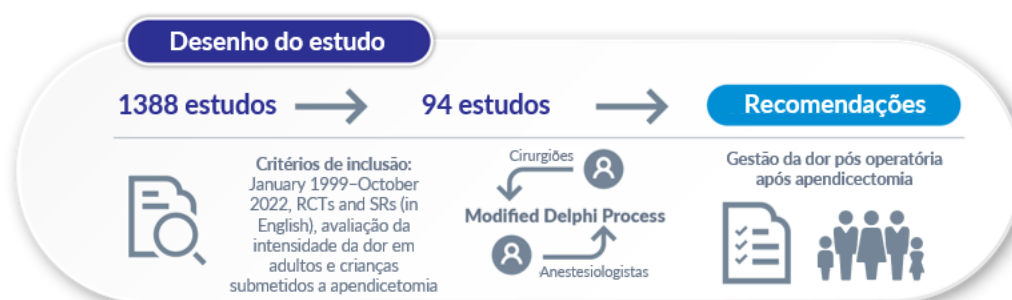 Desenho do estudo
1388 estudos
94 estudos
Recomendações
Critérios de inclusão:
January 1999–October
2022, RCTs and SRs (in
English), avaliação da
intensidade da dor em
adultos e crianças
submetidos a apendicetomia
Cirurgiões
Modified Delphi Process
Anestesiologistas
Gestão da dor pós operatória
após apendicectomia